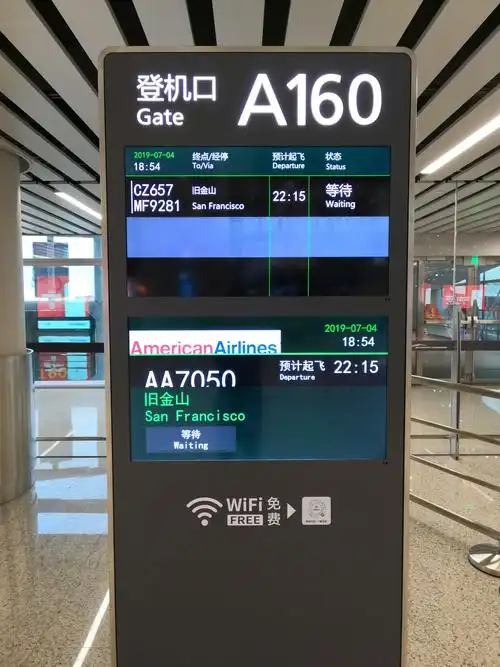 登机口
Gate
A160
2019-07-04
18:54
终点/经停
To/Via
预计起飞
Departure
状态
Status
CZ657
MF9281
旧金山
San Francisco
22:15
等待
Waiting
AmericanAirlines
2019-07-04
18:54
AA7050
预计起飞
Departure
22:15
旧金山
San Francisco
等待
Waiting
WiFi
FREE
免费